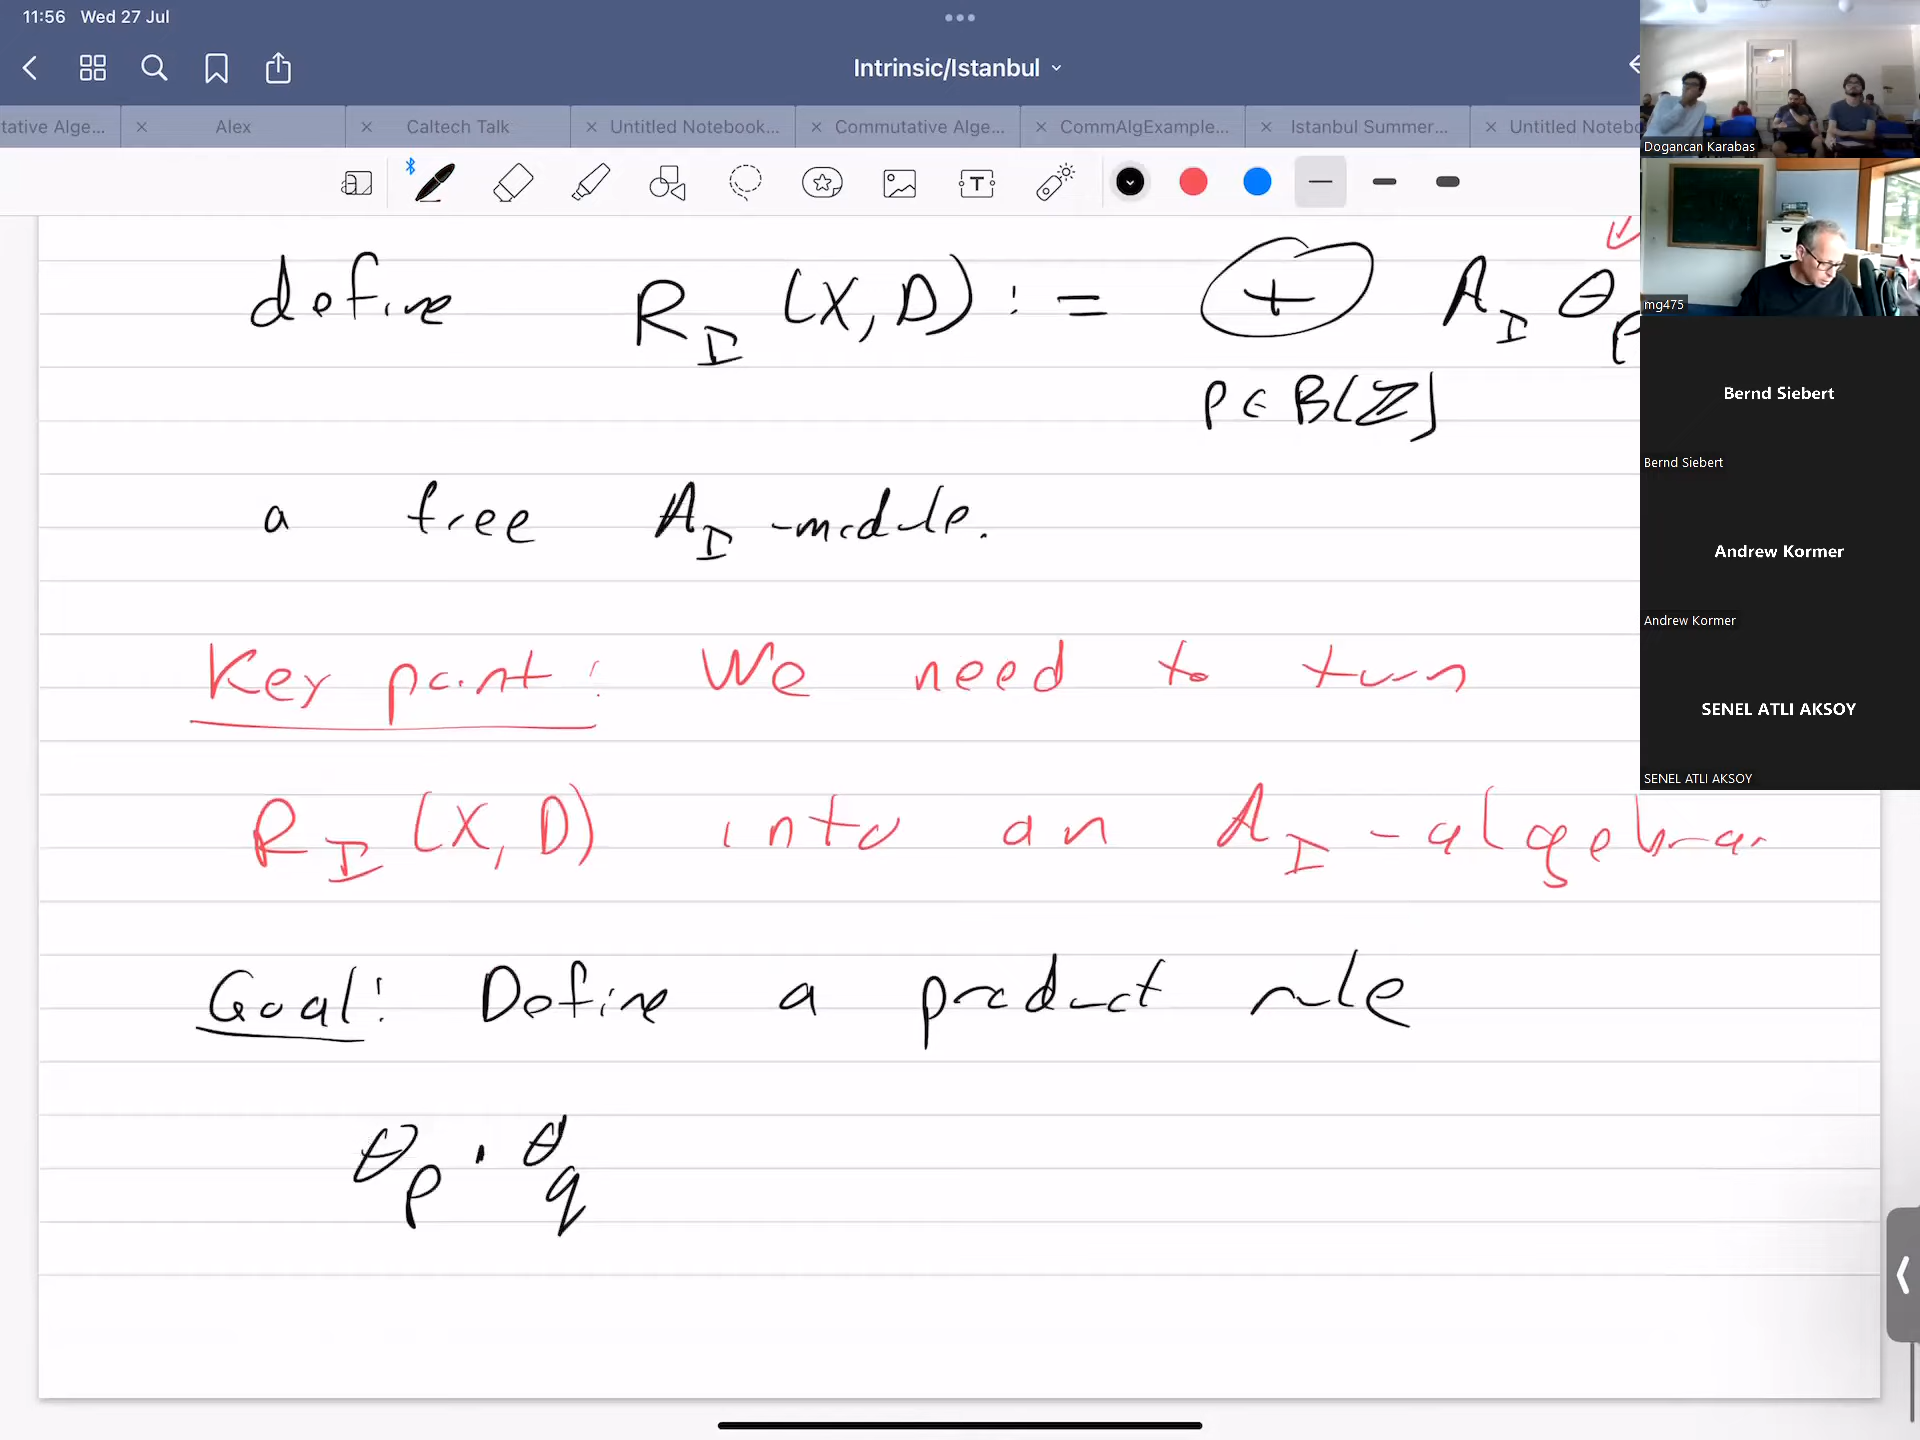 11:56 Wed 27 Jul
Intrinsic/Istanbul
tative Alge... Alex Caltech Talk Untitled Notebook... Commutative Alge... CommAlgExample... Istanbul Summer... Untitled Notebo
define R_I (X, D) := ⊕ A_I θ_p
p ∈ B(ℤ)
a free A_I -module.
Key point: We need to turn
R_I (X, D) into an A_I -algebra
Goal: Define a product rule
θ_p · θ_q
Dogancan Karabas
mg475
Bernd Siebert
Bernd Siebert
Andrew Kormer
Andrew Kormer
SENEL ATLI AKSOY
SENEL ATLI AKSOY